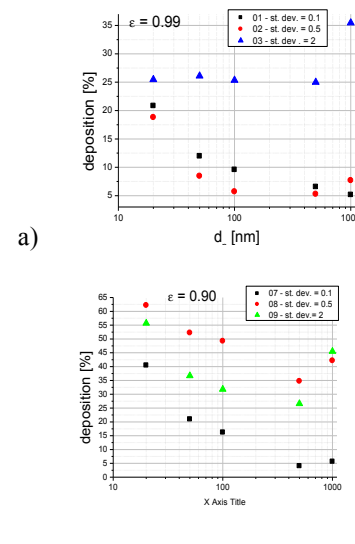 ε = 0.99
01 - st. dev. = 0.1
02 - st. dev. = 0.5
03 - st. dev . = 2
35
30
25
20
15
10
5
deposition [%]
10 100 100
d_ [nm]
a)
ε = 0.90
07 - st. dev. = 0.1
08 - st. dev. = 0.5
09 - st. dev.= 2
65
60
55
50
45
40
35
30
25
20
15
10
5
0
deposition [%]
10 100 1000
X Axis Title